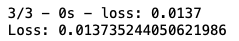 3/3 - 0s - loss: 0.0137
Loss: 0.013735244050621986